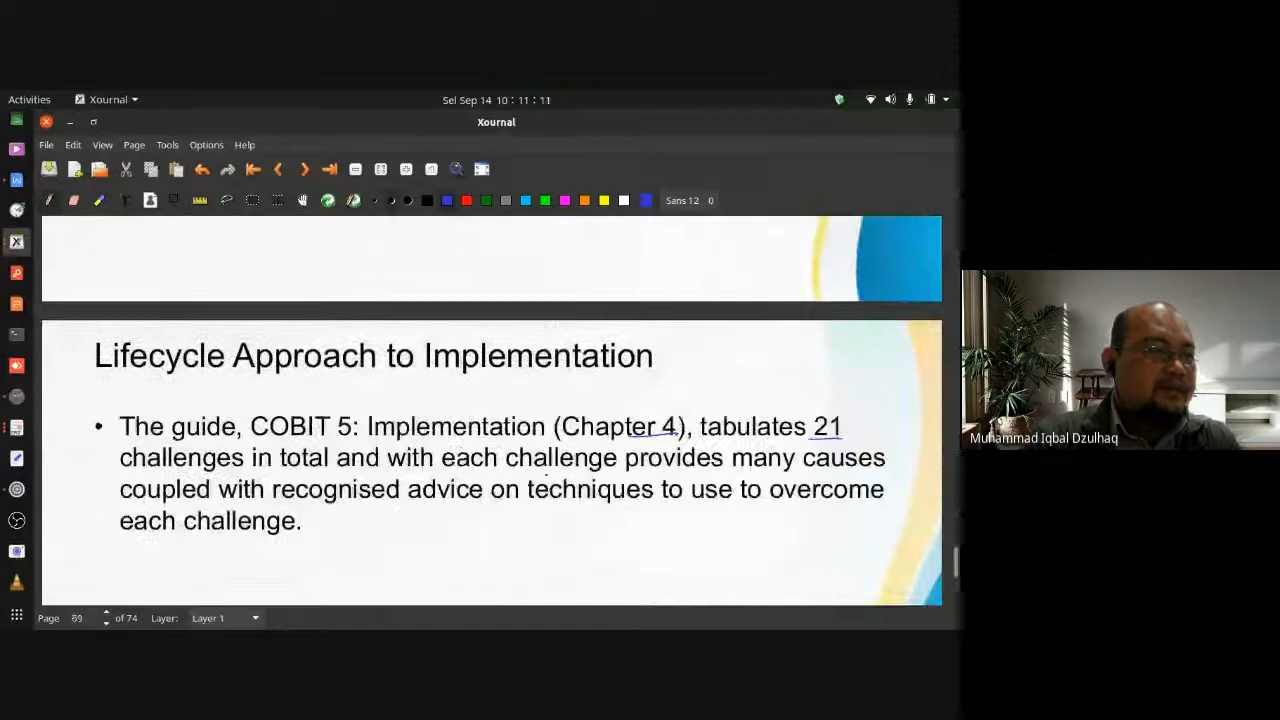 Activities
Xournal
Sel Sep 14 10:11:11
Xournal
File Edit View Page Tools Options Help
Sans 12 0
Lifecycle Approach to Implementation
• The guide, COBIT 5: Implementation (Chapter 4), tabulates 21
challenges in total and with each challenge provides many causes
coupled with recognised advice on techniques to use to overcome
each challenge.
Muhammad Iqbal Dzulhaq
Page 69 of 74 Layer: Layer 1